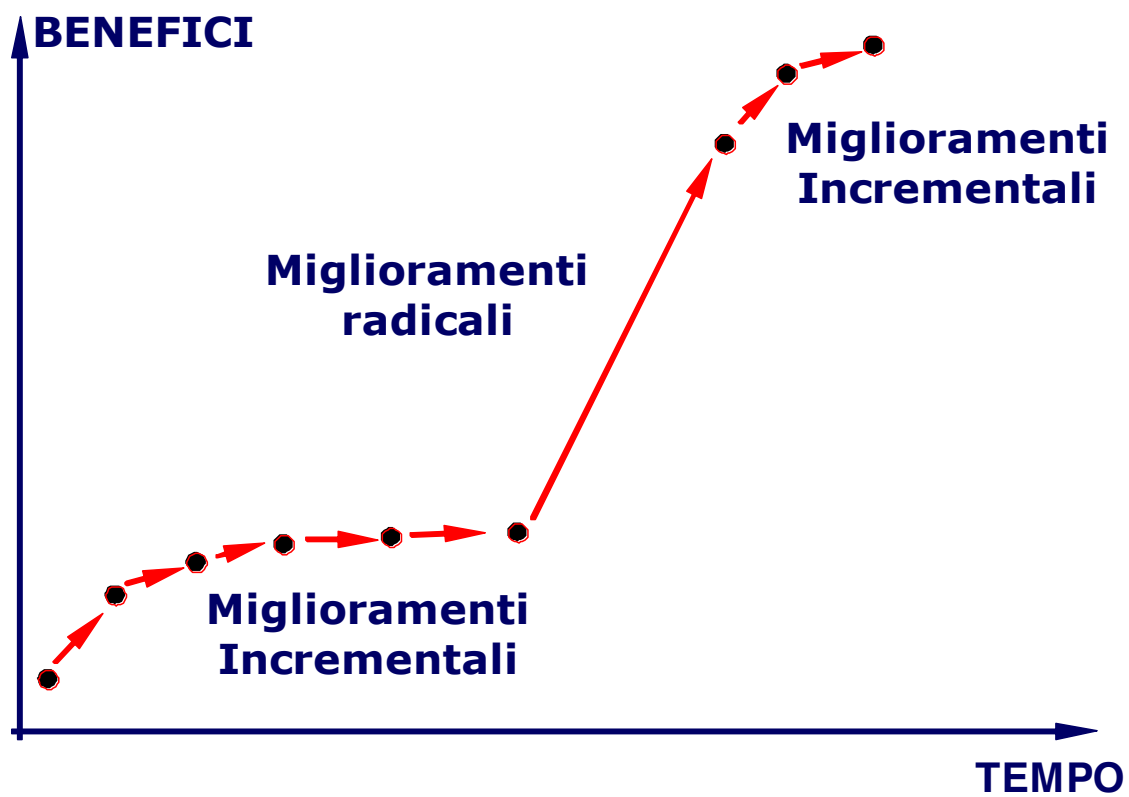 BENEFICI
Miglioramenti
Incrementali
Miglioramenti
radicali
Miglioramenti
Incrementali
TEMPO